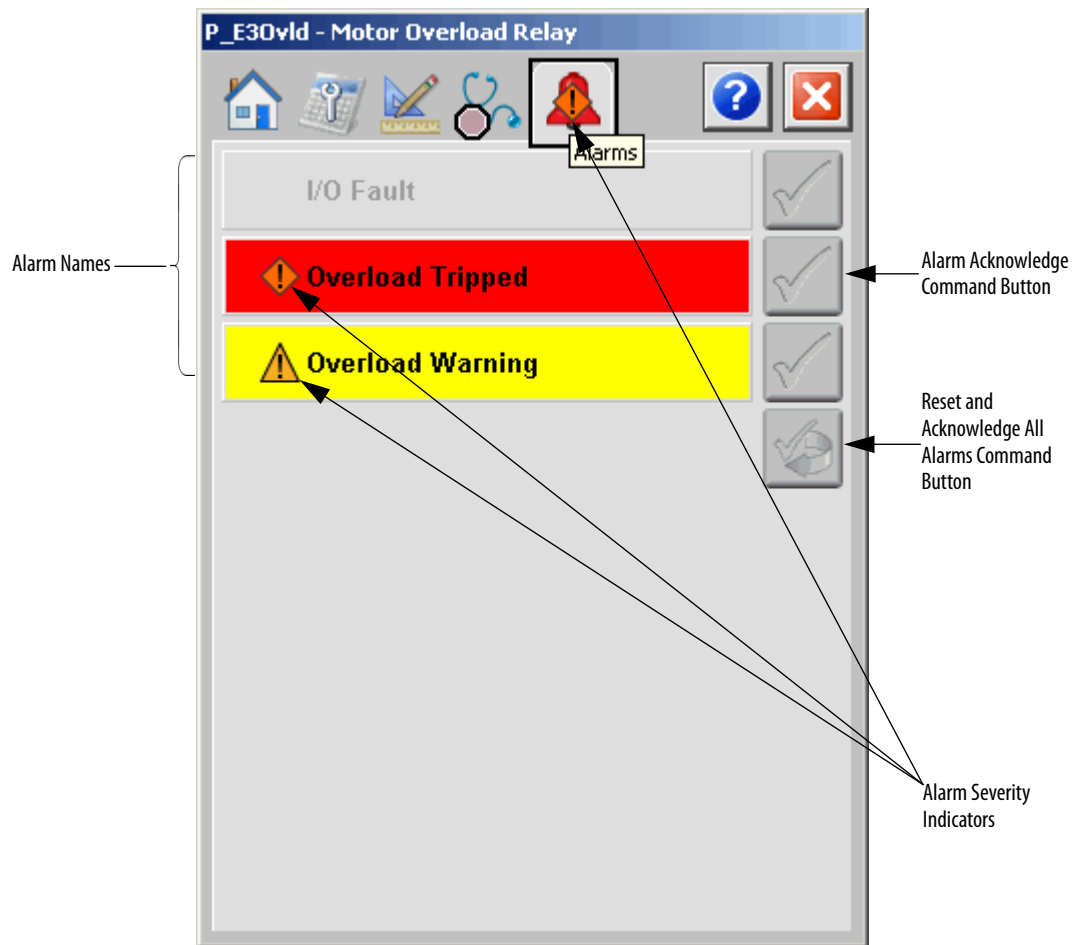 P_E3Ovld - Motor Overload Relay
Alarms
I/O Fault
Alarm Names
Overload Tripped
Alarm Acknowledge
Command Button
Overload Warning
Reset and
Acknowledge All
Alarms Command
Button
Alarm Severity
Indicators